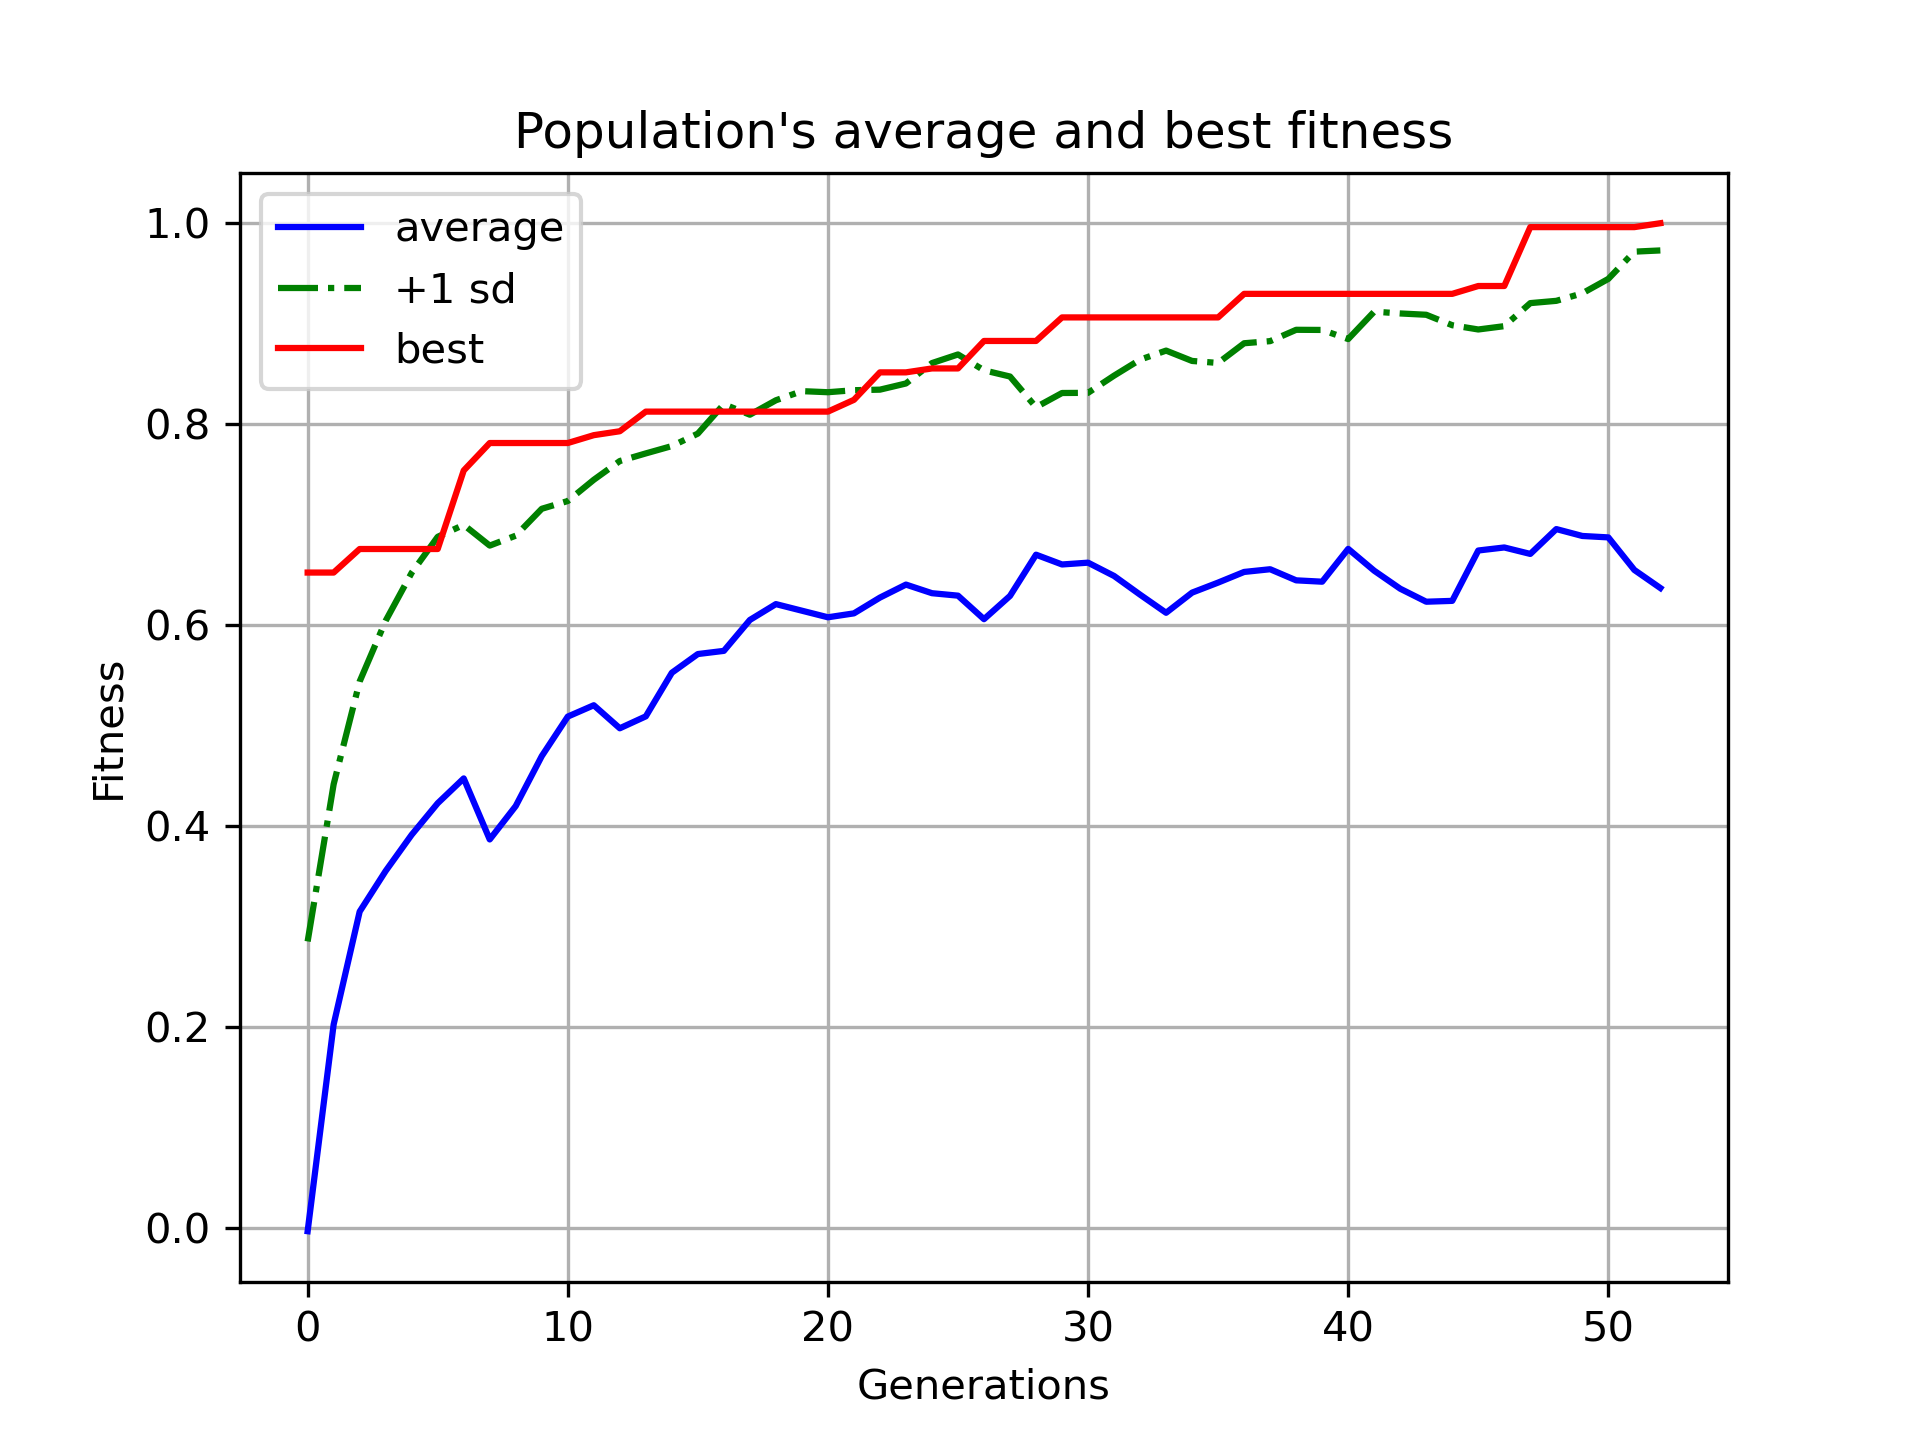 Population's average and best fitness
average
+1 sd
best
1.0
0.8
0.6
0.4
0.2
0.0
Fitness
0 10 20 30 40 50
Generations